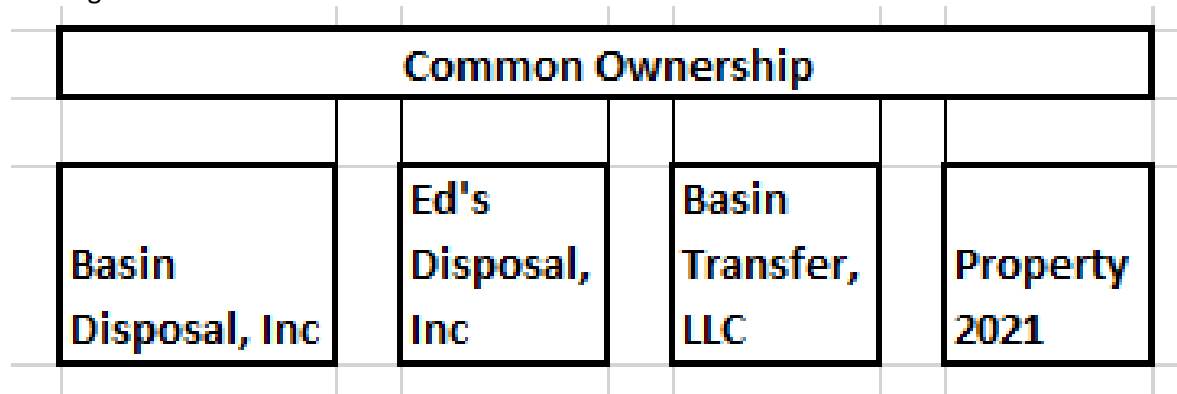 Common Ownership
Basin
Disposal, Inc
Ed's
Disposal,
Inc
Basin
Transfer,
LLC
Property
2021